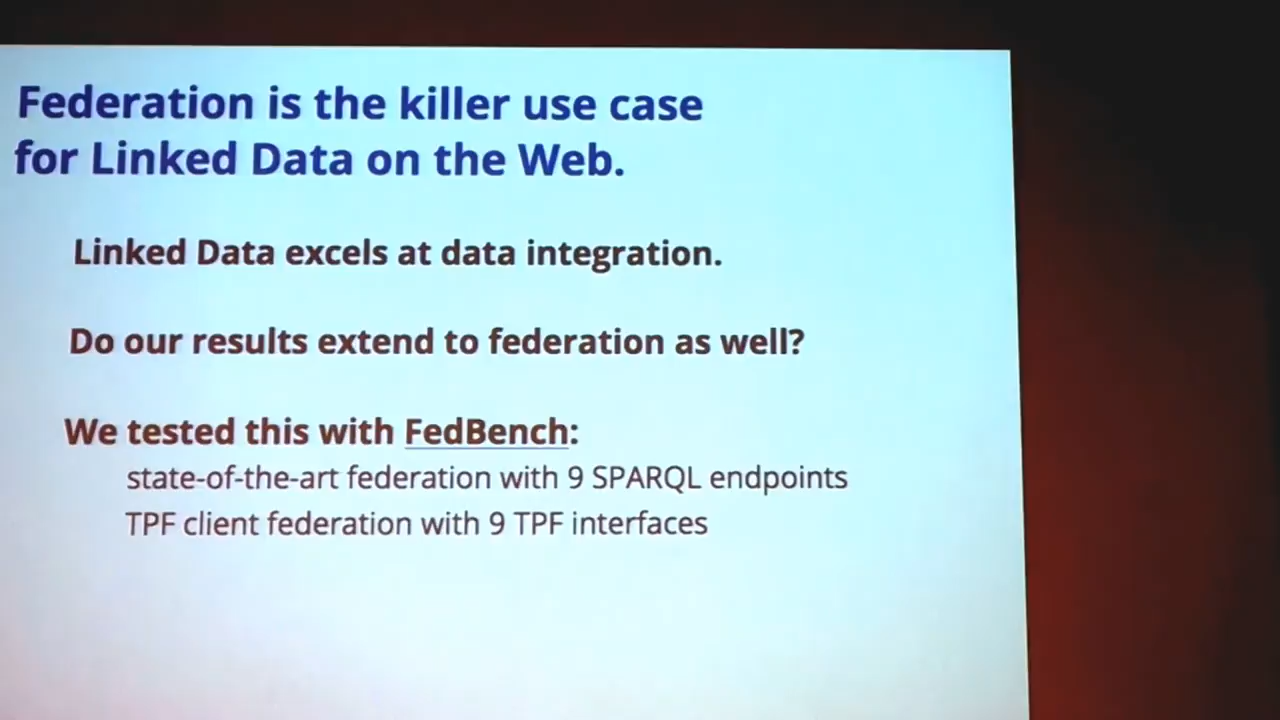 Federation is the killer use case
for Linked Data on the Web.
Linked Data excels at data integration.
Do our results extend to federation as well?
We tested this with FedBench:
state-of-the-art federation with 9 SPARQL endpoints
TPF client federation with 9 TPF interfaces